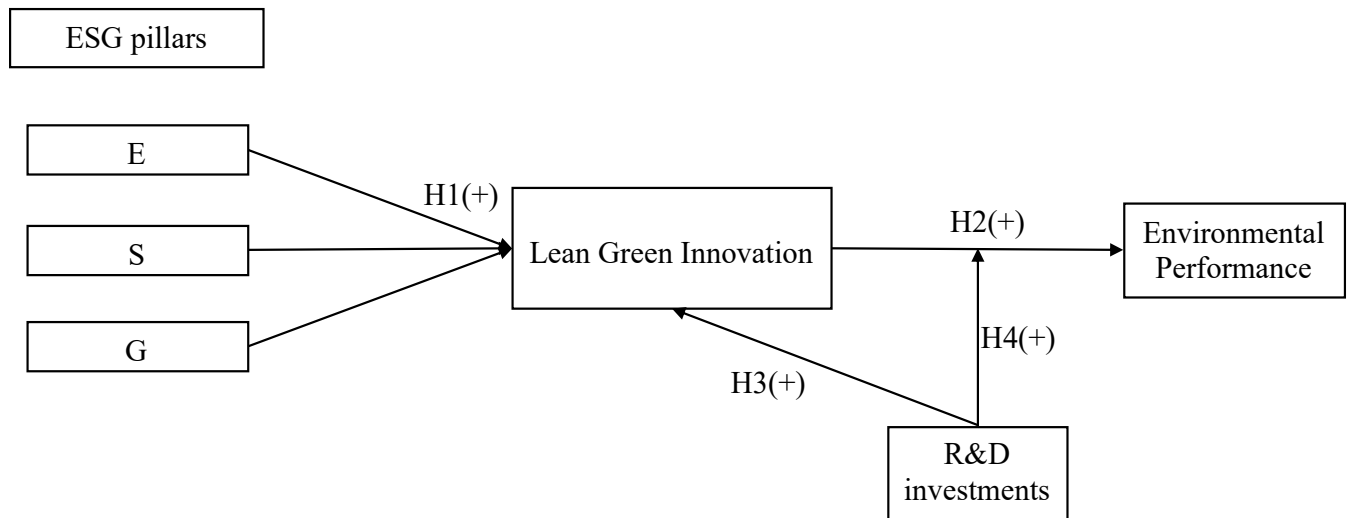 ESG pillars
E
H1(+)
S
Lean Green Innovation
H2(+)
Environmental
Performance
G
H3(+)
H4(+)
R&D
investments